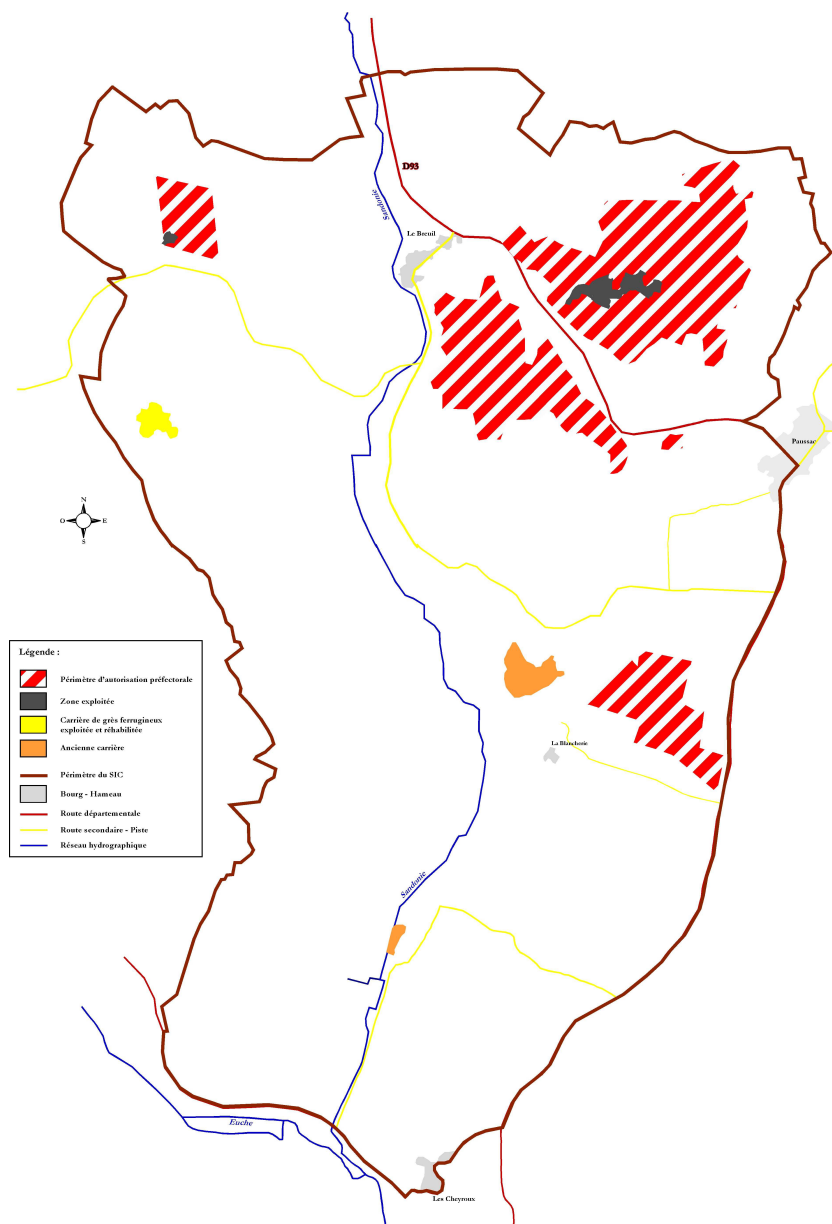 D93
Sandonie
Le Breuil
Paussac
N
O
E
S
Légende :
Périmètre d'autorisation préfectorale
Zone exploitée
Carrière de grès ferrugineux
exploitée et réhabilitée
Ancienne carrière
Périmètre du SIC
Bourg - Hameau
Route départementale
Route secondaire - Piste
Réseau hydrographique
La Blancherie
Sandonie
Euche
Les Cheyroux